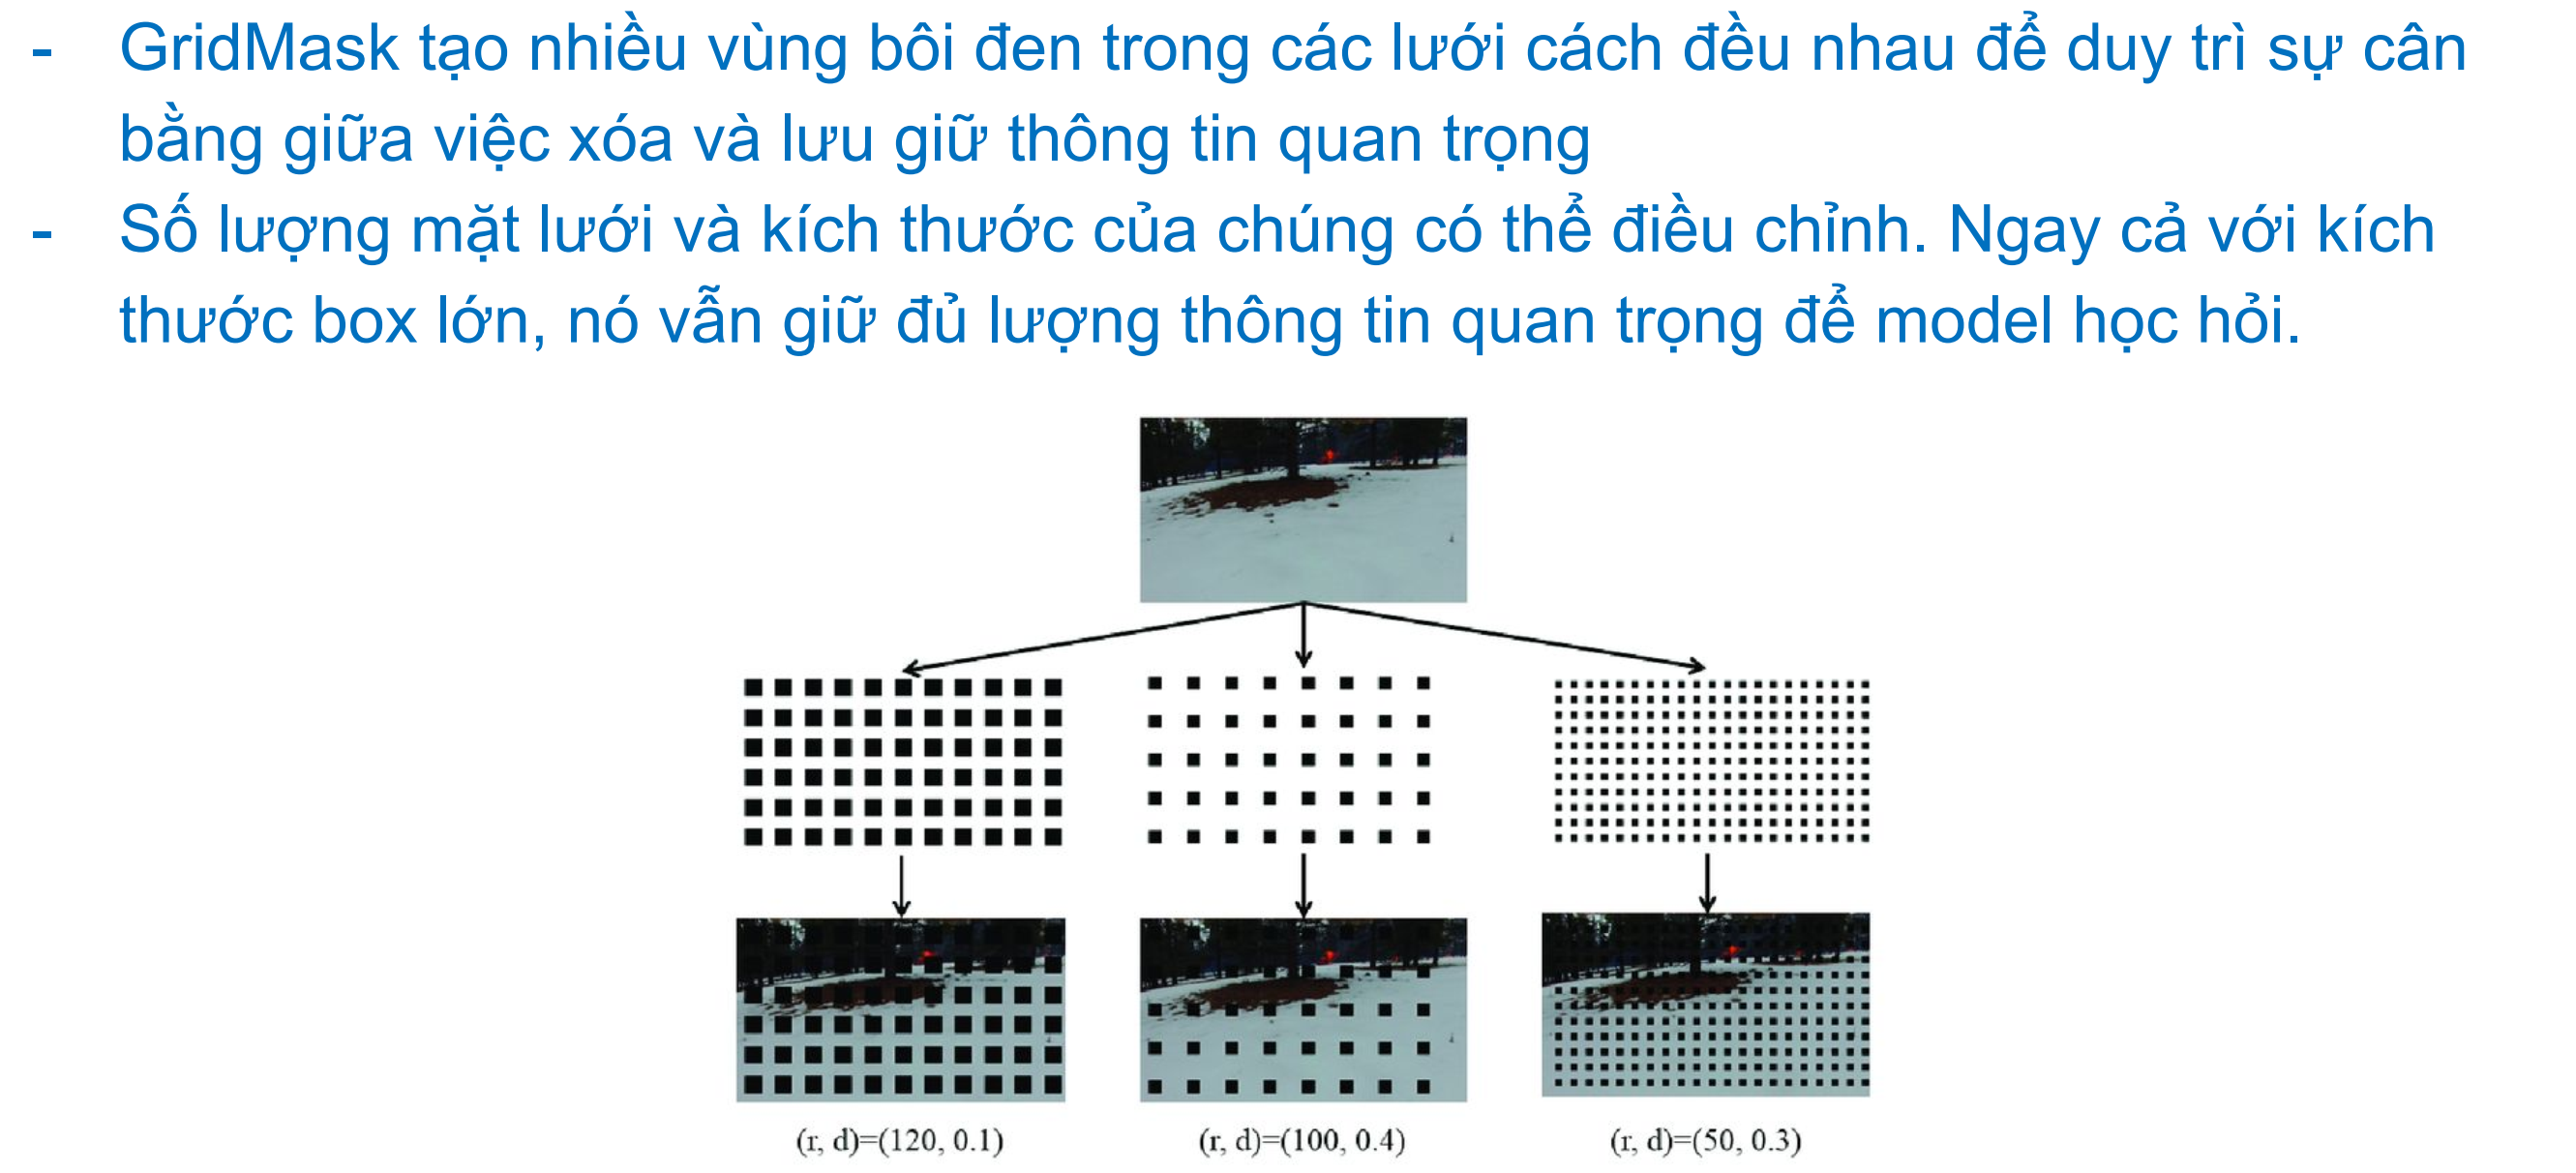 - GridMask tạo nhiều vùng bôi đen trong các lưới cách đều nhau để duy trì sự cân
bằng giữa việc xóa và lưu giữ thông tin quan trọng
- Số lượng mặt lưới và kích thước của chúng có thể điều chỉnh. Ngay cả với kích
thước box lớn, nó vẫn giữ đủ lượng thông tin quan trọng để model học hỏi.
(r, d)=(120, 0.1)
(r, d)=(100, 0.4)
(r, d)=(50, 0.3)